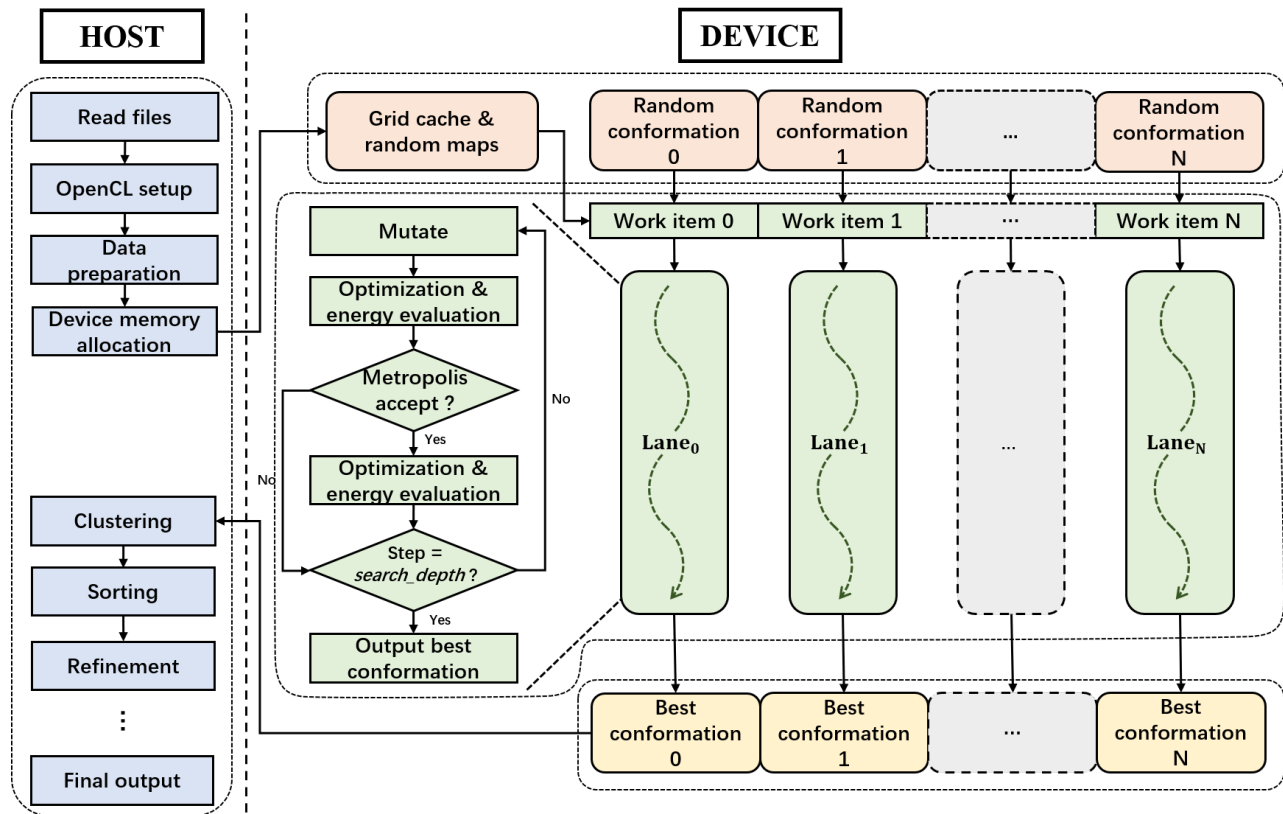 HOST
DEVICE
Read files
OpenCL setup
Data
preparation
Device memory
allocation
Clustering
Sorting
Refinement
⋮
Final output
Grid cache &
random maps
Random
conformation
0
Random
conformation
1
...
Random
conformation
N
Work item 0
Work item 1
...
Work item N
Mutate
Optimization &
energy evaluation
Metropolis
accept ?
No
Yes
No
Optimization &
energy evaluation
Step =
search_depth?
Yes
Output best
conformation
Lane₀
Lane₁
...
Lane_N
Best
conformation
0
Best
conformation
1
...
Best
conformation
N